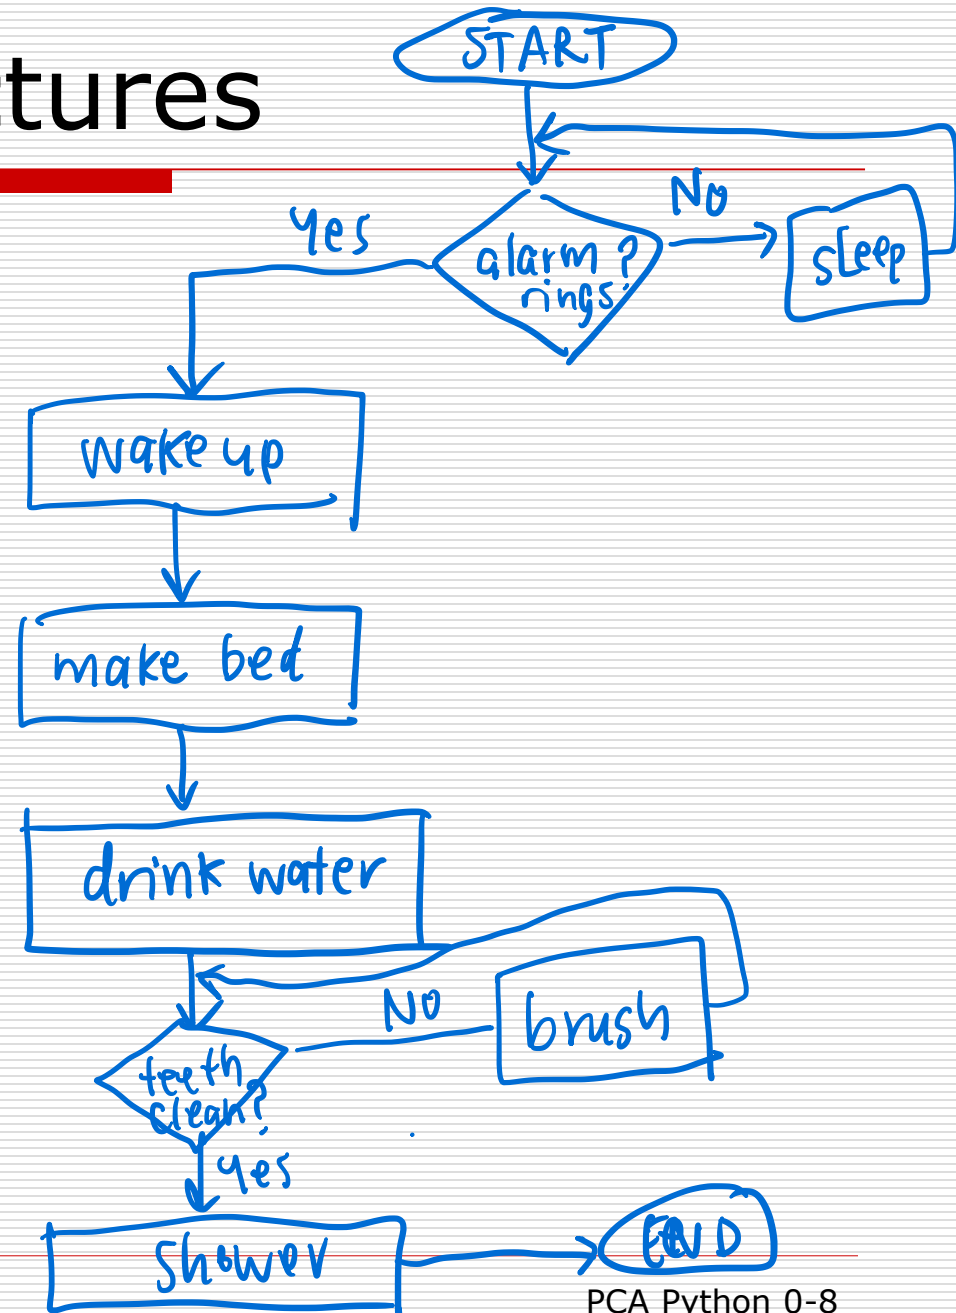 ctures
START
No
Yes
alarm
rings?
sleep
wake up
make bed
drink water
NO
brush
teeth
clean?
yes
shower
END
PCA Python 0-8